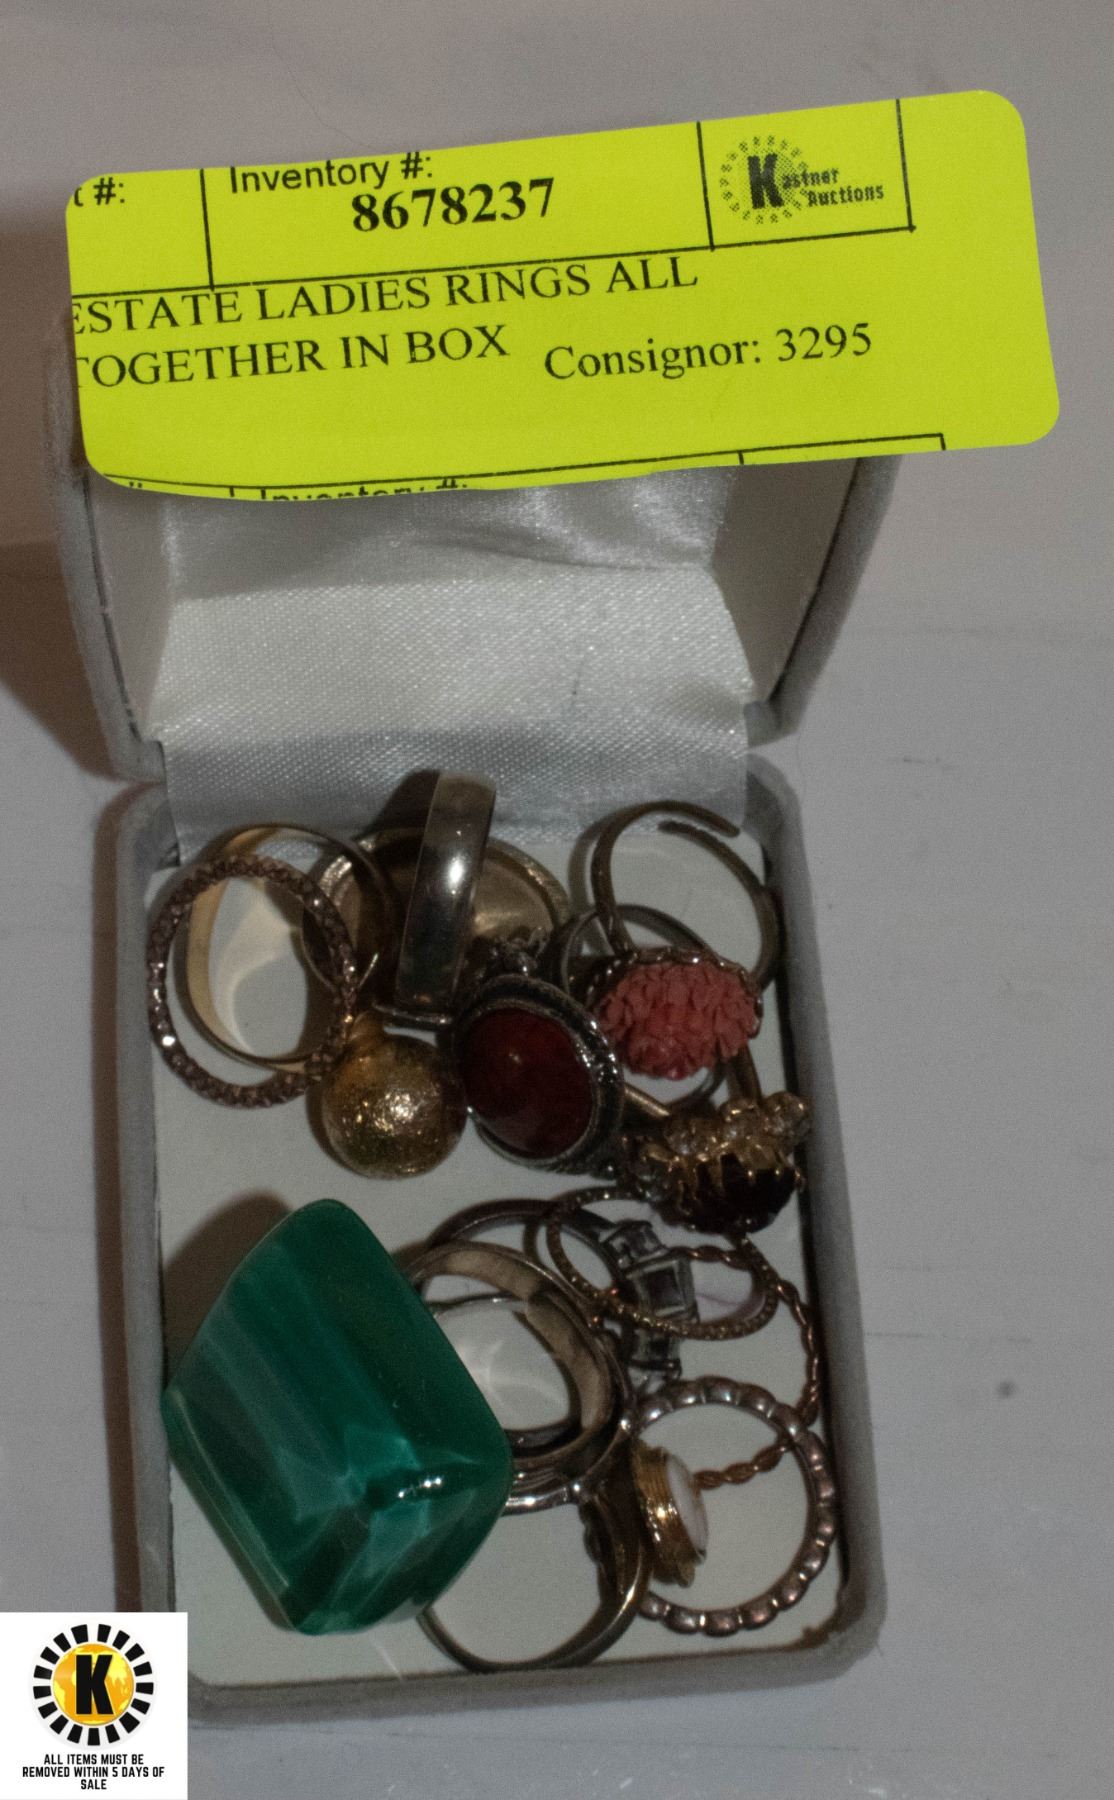 t #:
Inventory #:
8678237
Kastner
Auctions
ESTATE LADIES RINGS ALL
TOGETHER IN BOX
Consignor: 3295
Inventory #:
K
ALL ITEMS MUST BE
REMOVED WITHIN 5 DAYS OF
SALE